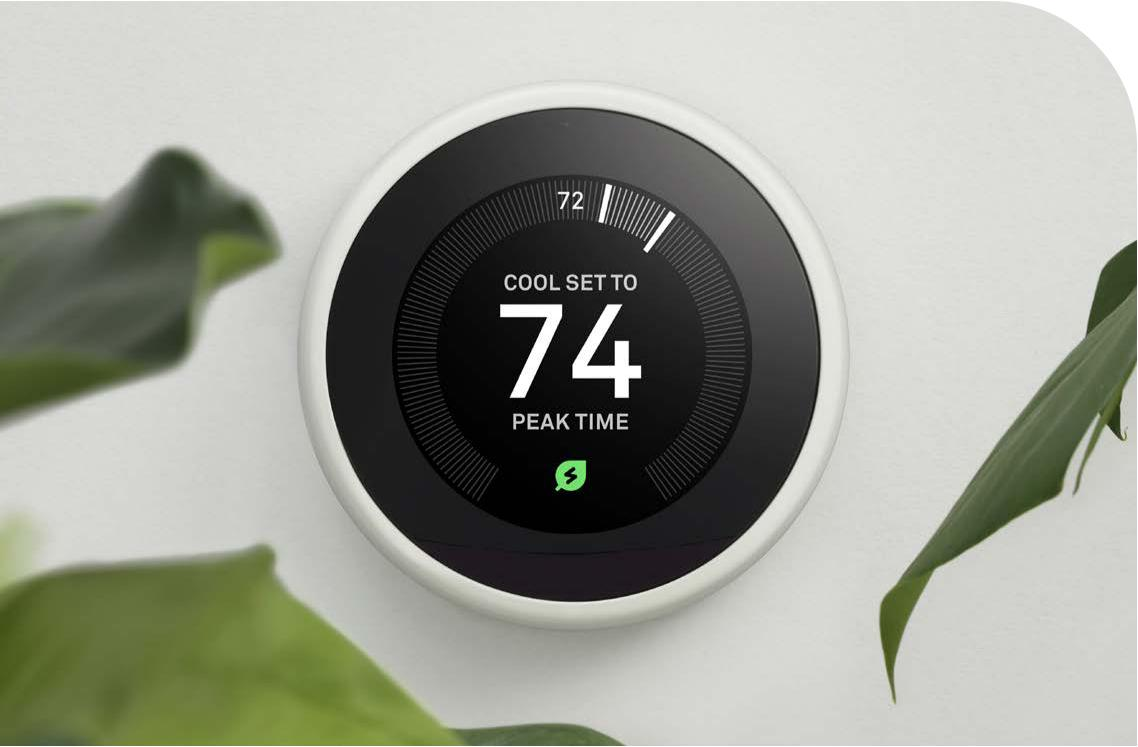 72
COOL SET TO
74
PEAK TIME